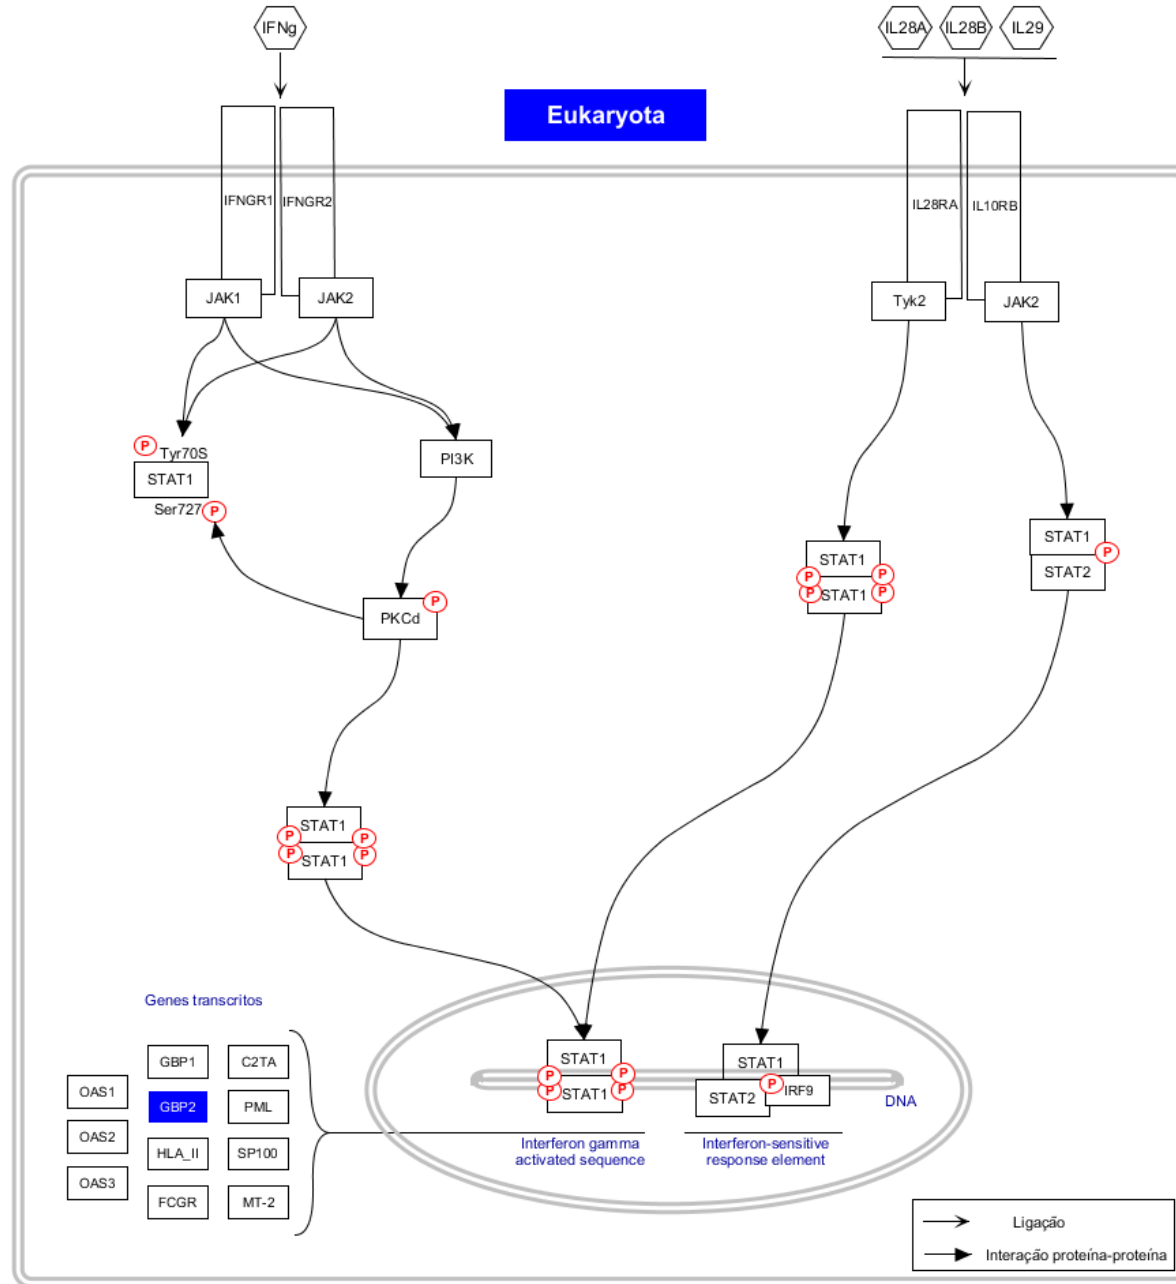 IFNg
IL28A
IL28B
IL29
Eukaryota
IFNGR1
IFNGR2
IL28RA
IL10RB
JAK1
JAK2
Tyk2
JAK2
P
Tyr70S
STAT1
Ser727
P
PI3K
PKCd
P
STAT1
P
P
P
STAT1
P
STAT1
P
STAT2
STAT1
P
P
P
STAT1
P
Genes transcritos
GBP1
C2TA
OAS1
GBP2
PML
OAS2
HLA_II
SP100
OAS3
FCGR
MT-2
STAT1
P
P
P
STAT1
P
STAT1
P
STAT2
IRF9
DNA
Interferon gamma
activated sequence
Interferon-sensitive
response element
Ligação
Interação proteína-proteína